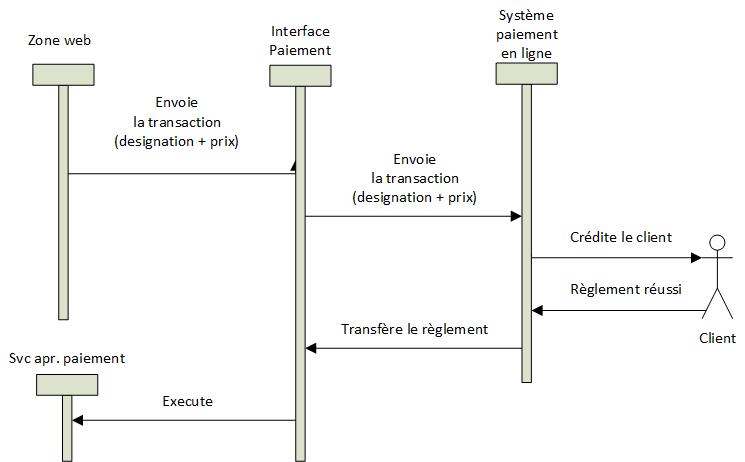 Zone web
Interface
Paiement
Système
paiement
en ligne
Envoie
la transaction
(designation + prix)
Envoie
la transaction
(designation + prix)
Crédite le client
Règlement réussi
Client
Transfère le règlement
Svc apr. paiement
Execute